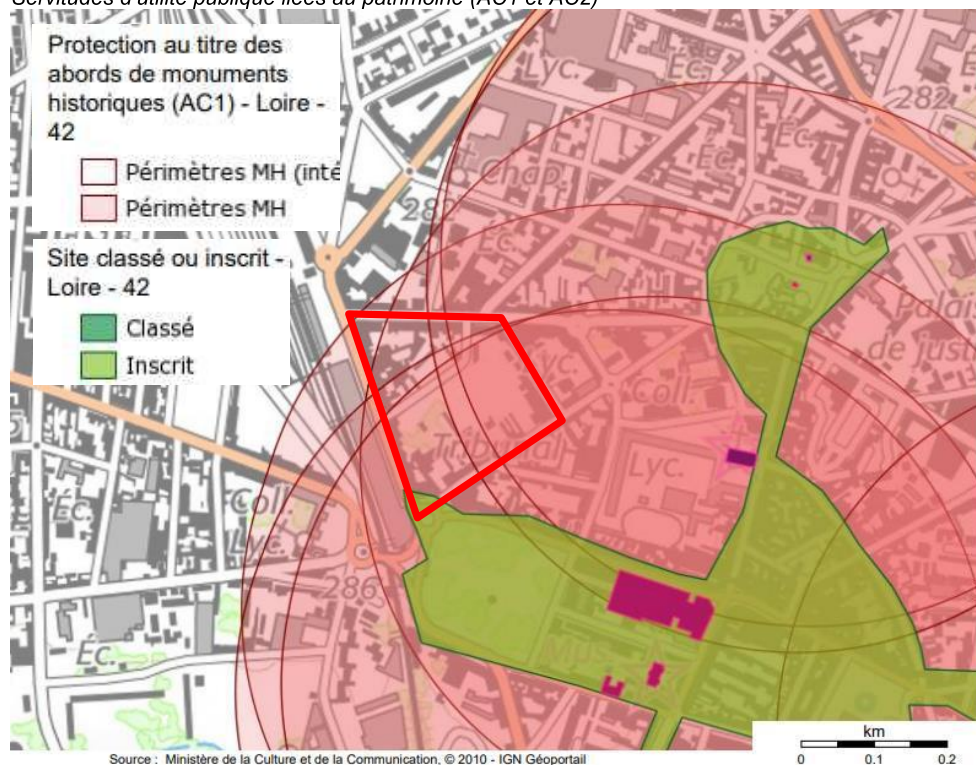 Servitudes d'utilité publique liées au patrimoine (AC1 et AC2)
Protection au titre des
abords de monuments
historiques (AC1) - Loire -
42
Périmètres MH (inté
Périmètres MH
Site classé ou inscrit -
Loire - 42
Classé
Inscrit
Lyc.
Éc.
282
Éc.
Chap.
Éc.
Éc.
Palais
de just
Lyc.
Coll.
Tribunal
Lyc.
Éc.
Coll.
Lyc.
286
Éc.
Mus.
km
0 0.1 0.2
Source : Ministère de la Culture et de la Communication, © 2010 - IGN Géoportail